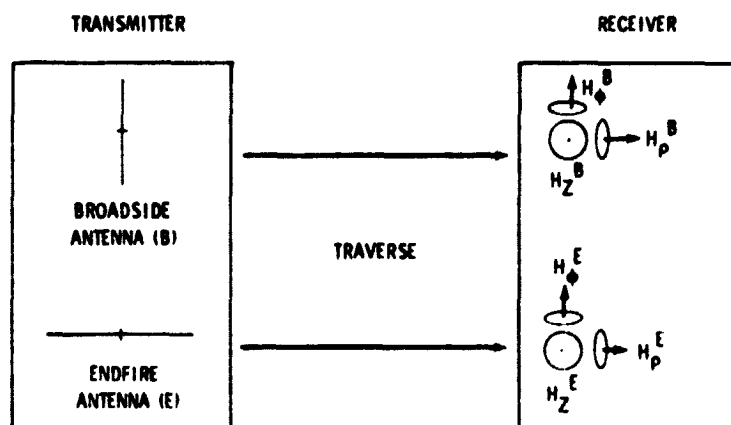 TRANSMITTER
RECEIVER
H_ϕ^B
H_ρ^B
H_Z^B
BROADSIDE
ANTENNA (B)
TRAVERSE
H_ϕ^E
H_ρ^E
H_Z^E
ENDFIRE
ANTENNA (E)